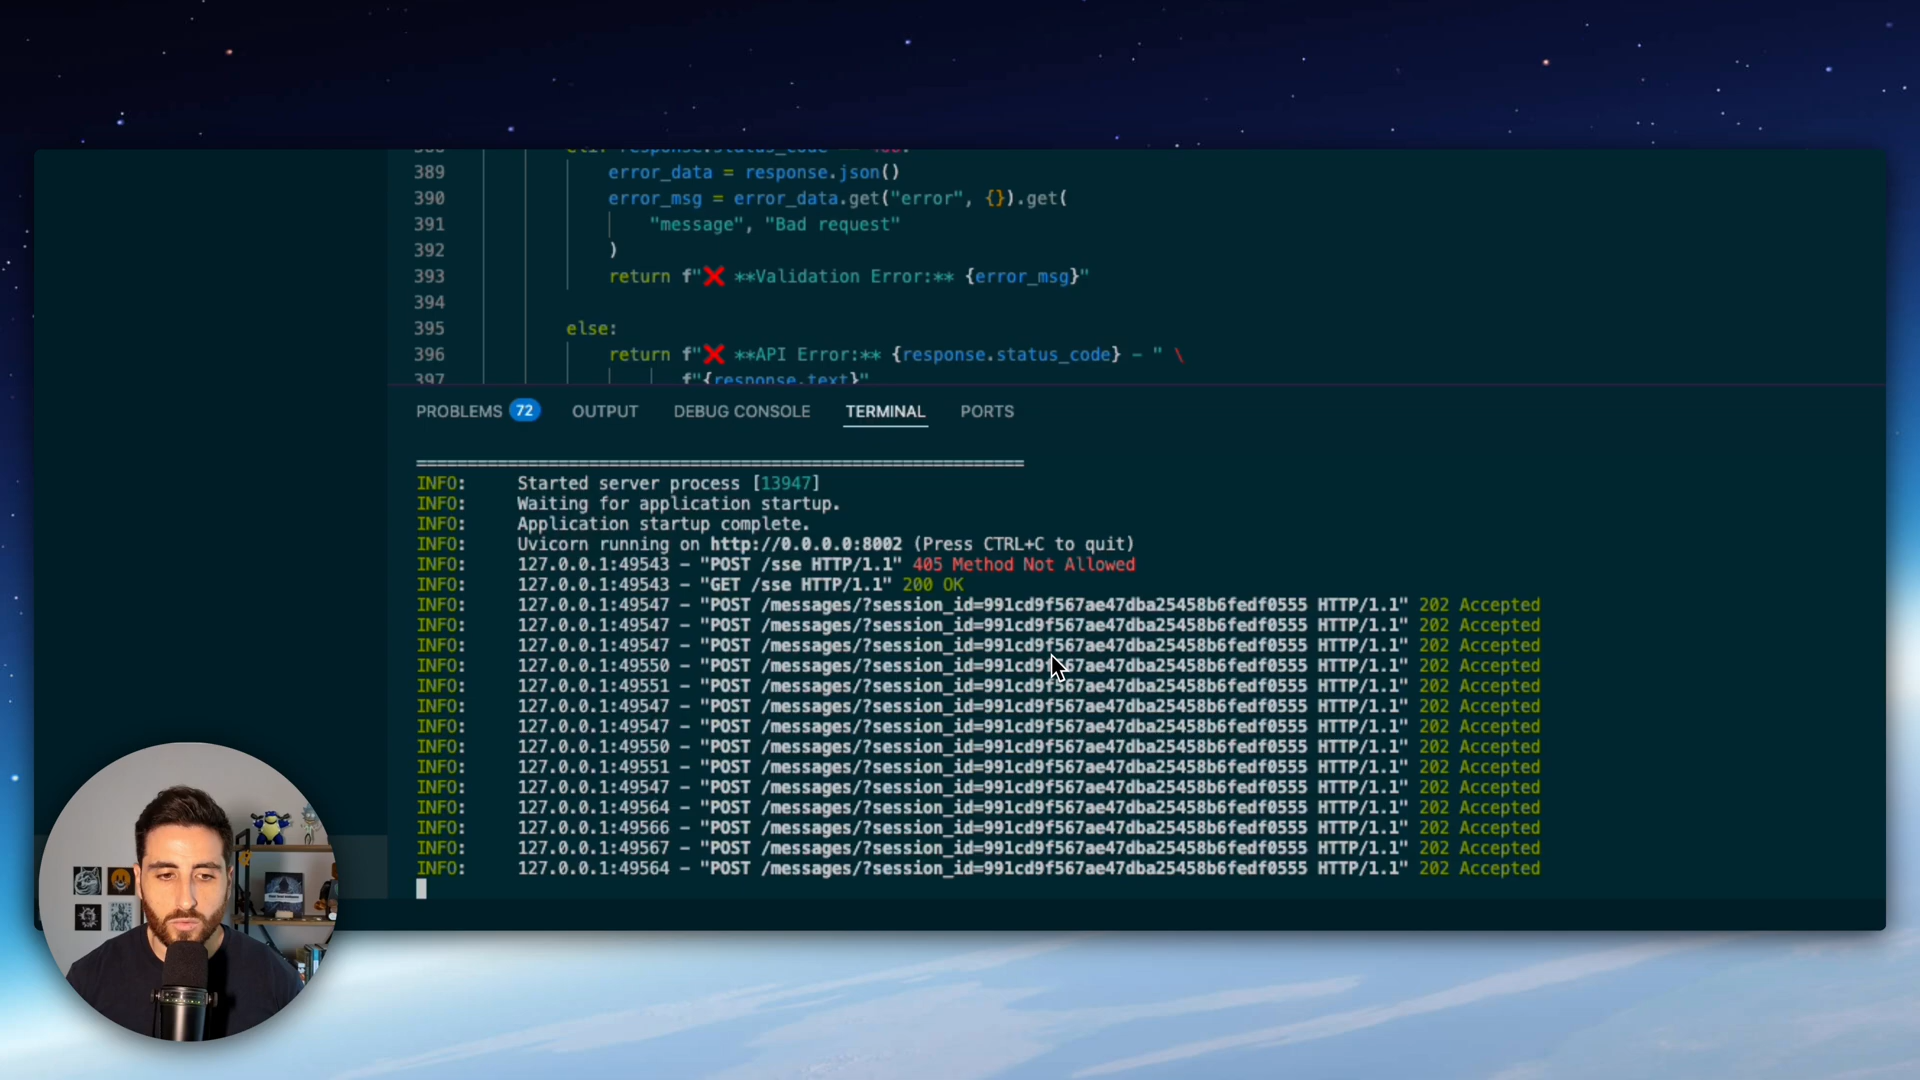 389 error_data = response.json()
390 error_msg = error_data.get("error", {}).get(
391 "message", "Bad request"
392 )
393 return f"❌ **Validation Error:** {error_msg}"
394
395 else:
396 return f"❌ **API Error:** {response.status_code} - " \
397 f"{response.text}"
PROBLEMS 72 OUTPUT DEBUG CONSOLE TERMINAL PORTS
INFO: Started server process [13947]
INFO: Waiting for application startup.
INFO: Application startup complete.
INFO: Uvicorn running on http://0.0.0.0:8002 (Press CTRL+C to quit)
INFO: 127.0.0.1:49543 - "POST /sse HTTP/1.1" 405 Method Not Allowed
INFO: 127.0.0.1:49543 - "GET /sse HTTP/1.1" 200 OK
INFO: 127.0.0.1:49547 - "POST /messages/?session_id=991cd9f567ae47dba25458b6fedf0555 HTTP/1.1" 202 Accepted
INFO: 127.0.0.1:49547 - "POST /messages/?session_id=991cd9f567ae47dba25458b6fedf0555 HTTP/1.1" 202 Accepted
INFO: 127.0.0.1:49547 - "POST /messages/?session_id=991cd9f567ae47dba25458b6fedf0555 HTTP/1.1" 202 Accepted
INFO: 127.0.0.1:49550 - "POST /messages/?session_id=991cd9f567ae47dba25458b6fedf0555 HTTP/1.1" 202 Accepted
INFO: 127.0.0.1:49551 - "POST /messages/?session_id=991cd9f567ae47dba25458b6fedf0555 HTTP/1.1" 202 Accepted
INFO: 127.0.0.1:49547 - "POST /messages/?session_id=991cd9f567ae47dba25458b6fedf0555 HTTP/1.1" 202 Accepted
INFO: 127.0.0.1:49547 - "POST /messages/?session_id=991cd9f567ae47dba25458b6fedf0555 HTTP/1.1" 202 Accepted
INFO: 127.0.0.1:49550 - "POST /messages/?session_id=991cd9f567ae47dba25458b6fedf0555 HTTP/1.1" 202 Accepted
INFO: 127.0.0.1:49551 - "POST /messages/?session_id=991cd9f567ae47dba25458b6fedf0555 HTTP/1.1" 202 Accepted
INFO: 127.0.0.1:49547 - "POST /messages/?session_id=991cd9f567ae47dba25458b6fedf0555 HTTP/1.1" 202 Accepted
INFO: 127.0.0.1:49564 - "POST /messages/?session_id=991cd9f567ae47dba25458b6fedf0555 HTTP/1.1" 202 Accepted
INFO: 127.0.0.1:49566 - "POST /messages/?session_id=991cd9f567ae47dba25458b6fedf0555 HTTP/1.1" 202 Accepted
INFO: 127.0.0.1:49567 - "POST /messages/?session_id=991cd9f567ae47dba25458b6fedf0555 HTTP/1.1" 202 Accepted
INFO: 127.0.0.1:49564 - "POST /messages/?session_id=991cd9f567ae47dba25458b6fedf0555 HTTP/1.1" 202 Accepted